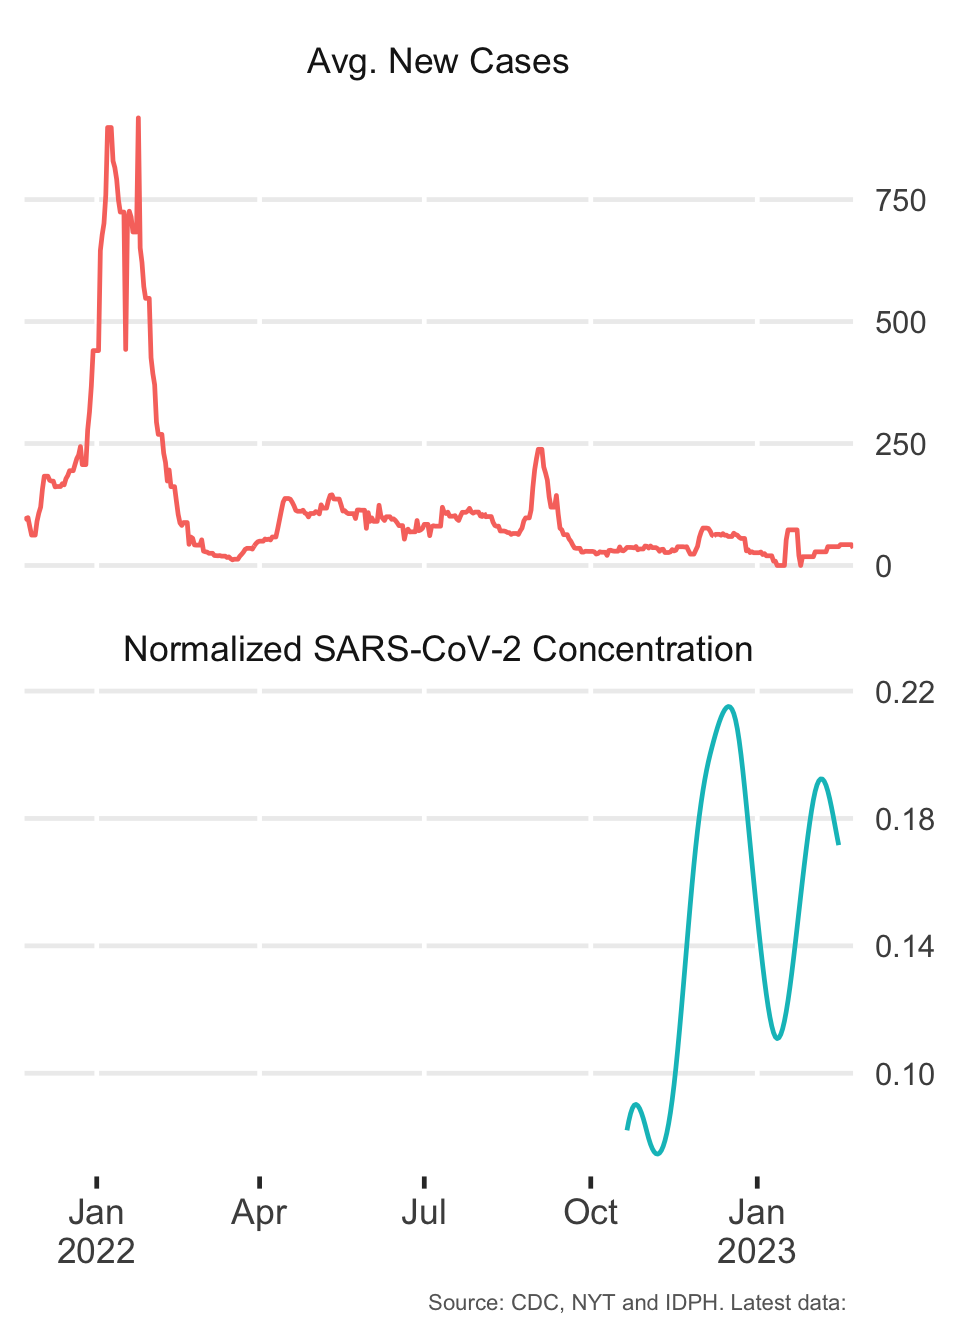 Avg. New Cases
750
500
250
0
Normalized SARS-CoV-2 Concentration
0.22
0.18
0.14
0.10
Jan Apr Jul Oct Jan
2022 2023
Source: CDC, NYT and IDPH. Latest data: